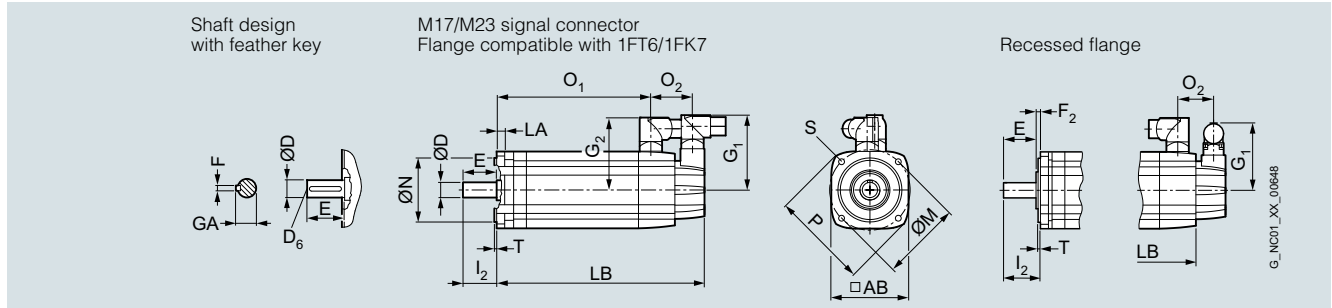 Shaft design
with feather key
M17/M23 signal connector
Flange compatible with 1FT6/1FK7
Recessed flange
F
GA
ØD
E
D6
O1
O2
LA
G2
G1
ØD
E
ØN
T
I2
LB
S
P
ØM
□AB
O2
F2
E
G1
T
I2
LB
G_NC01_XX_00648